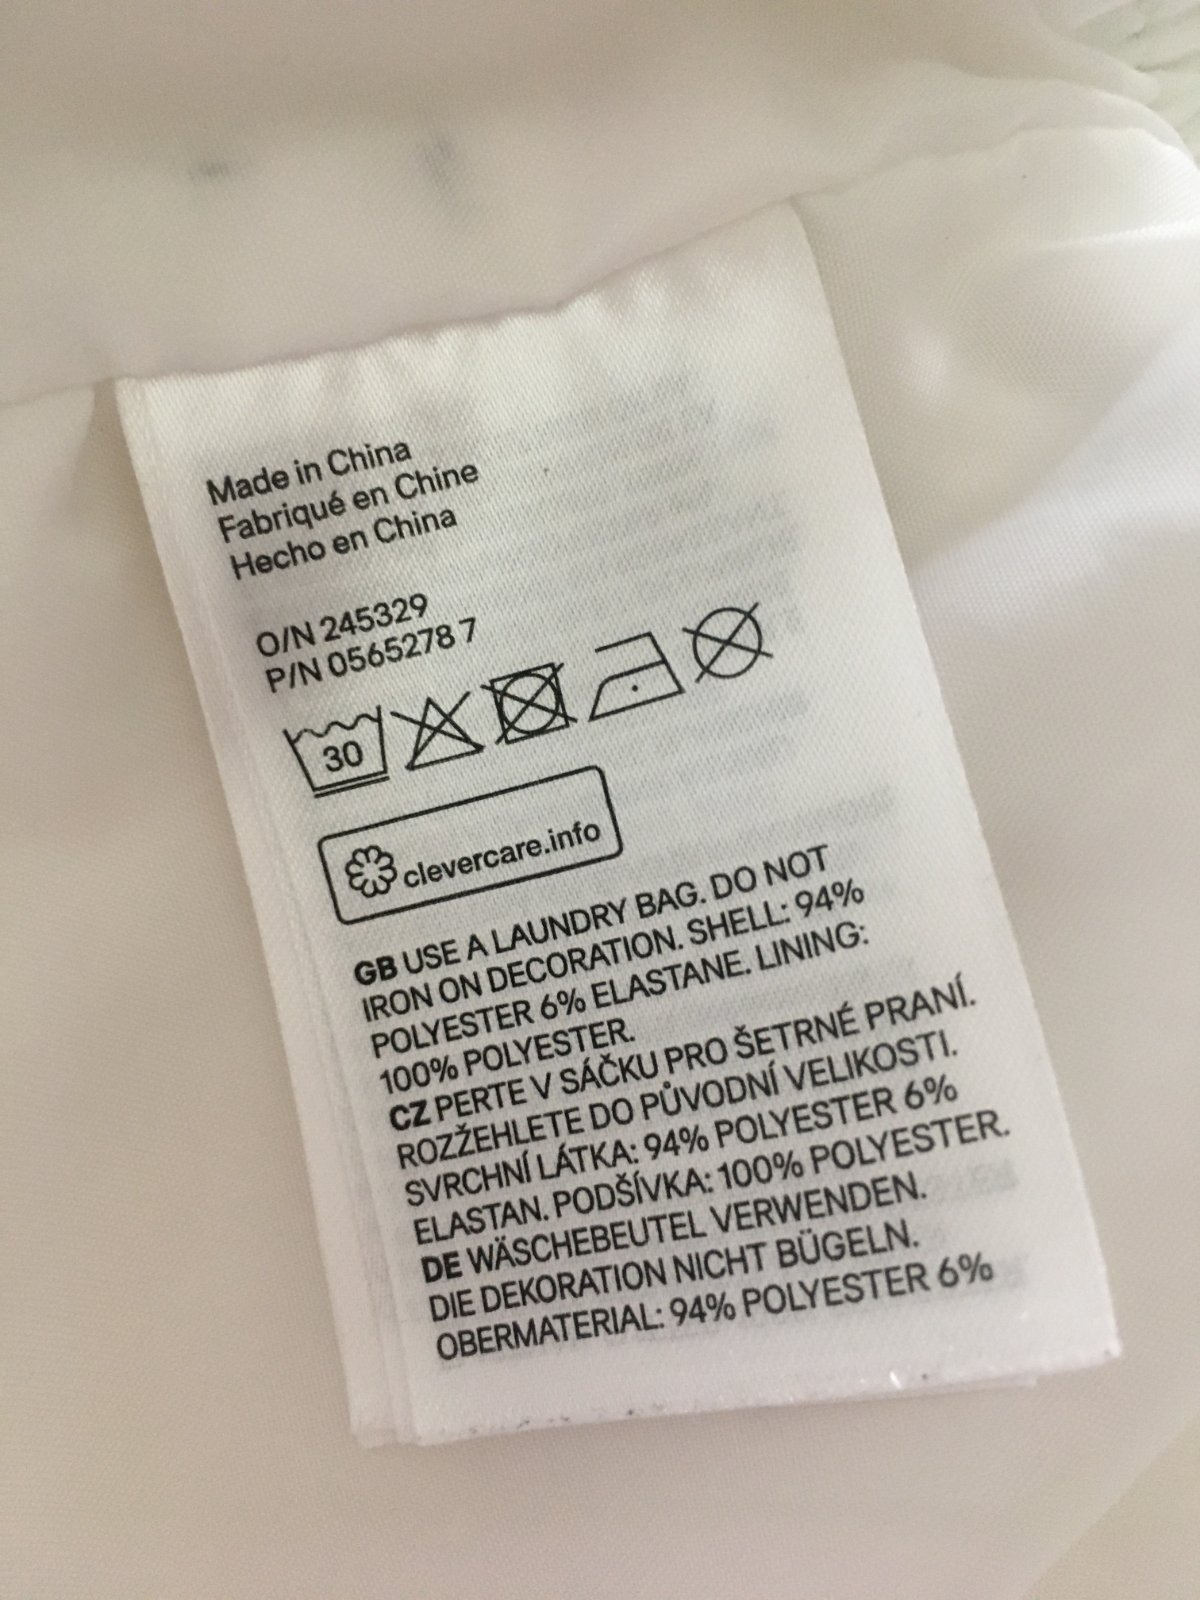 Made in China
Fabriqué en Chine
Hecho en China
O/N 245329
P/N 0565278 7
30
clevercare.info
GB USE A LAUNDRY BAG. DO NOT
IRON ON DECORATION. SHELL: 94%
POLYESTER 6% ELASTANE. LINING:
100% POLYESTER.
CZ PERTE V SÁČKU PRO ŠETRNÉ PRANÍ.
ROZŽEHLETE DO PŮVODNÍ VELIKOSTI.
SVRCHNÍ LÁTKA: 94% POLYESTER 6%
ELASTAN. PODŠÍVKA: 100% POLYESTER.
DE WÄSCHEBEUTEL VERWENDEN.
DIE DEKORATION NICHT BÜGELN.
OBERMATERIAL: 94% POLYESTER 6%